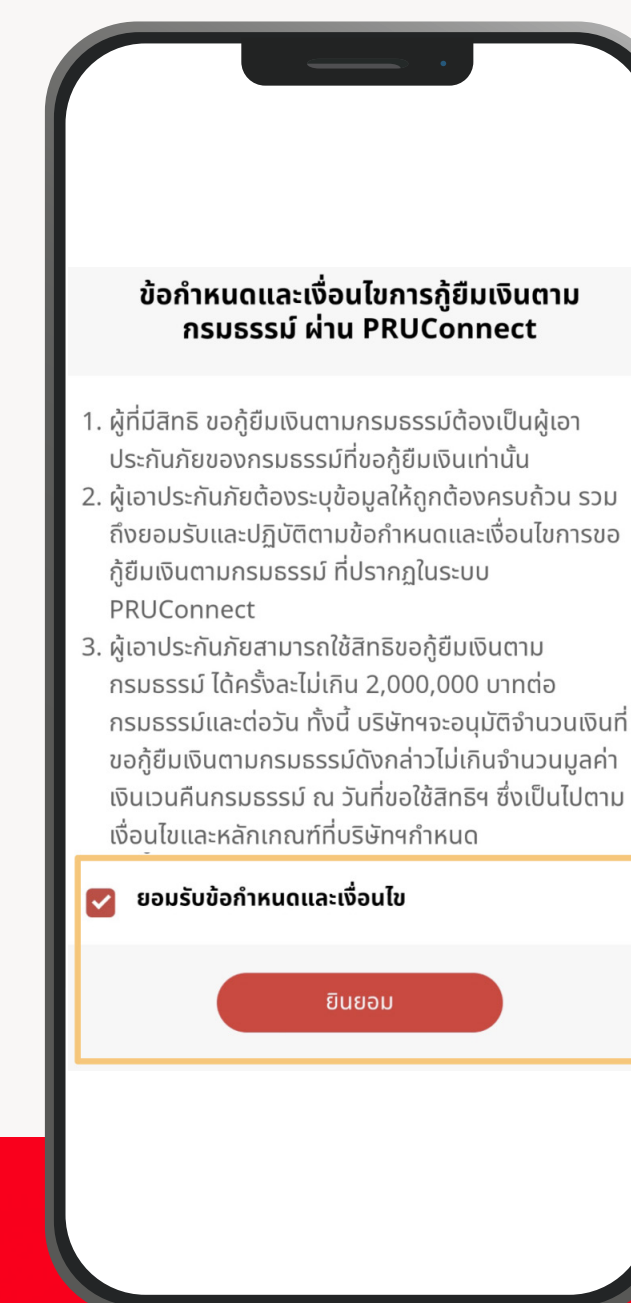 ข้อกำหนดและเงื่อนไขการกู้ยืมเงินตาม
กรมธรรม์ ผ่าน PRUConnect
1. ผู้ที่มีสิทธิ ขอกู้ยืมเงินตามกรมธรรม์ต้องเป็นผู้เอา
ประกันภัยของกรมธรรม์ที่ขอกู้ยืมเงินเท่านั้น
2. ผู้เอาประกันภัยต้องระบุข้อมูลให้ถูกต้องครบถ้วน รวม
ถึงยอมรับและปฏิบัติตามข้อกำหนดและเงื่อนไขการขอ
กู้ยืมเงินตามกรมธรรม์ ที่ปรากฏในระบบ
PRUConnect
3. ผู้เอาประกันภัยสามารถใช้สิทธิขอกู้ยืมเงินตาม
กรมธรรม์ ได้ครั้งละไม่เกิน 2,000,000 บาทต่อ
กรมธรรม์และต่อวัน ทั้งนี้ บริษัทฯจะอนุมัติจำนวนเงินที่
ขอกู้ยืมเงินตามกรมธรรม์ดังกล่าวไม่เกินจำนวนมูลค่า
เงินเวนคืนกรมธรรม์ ณ วันที่ขอใช้สิทธิฯ ซึ่งเป็นไปตาม
เงื่อนไขและหลักเกณฑ์ที่บริษัทฯกำหนด
ยอมรับข้อกำหนดและเงื่อนไข
ยินยอม